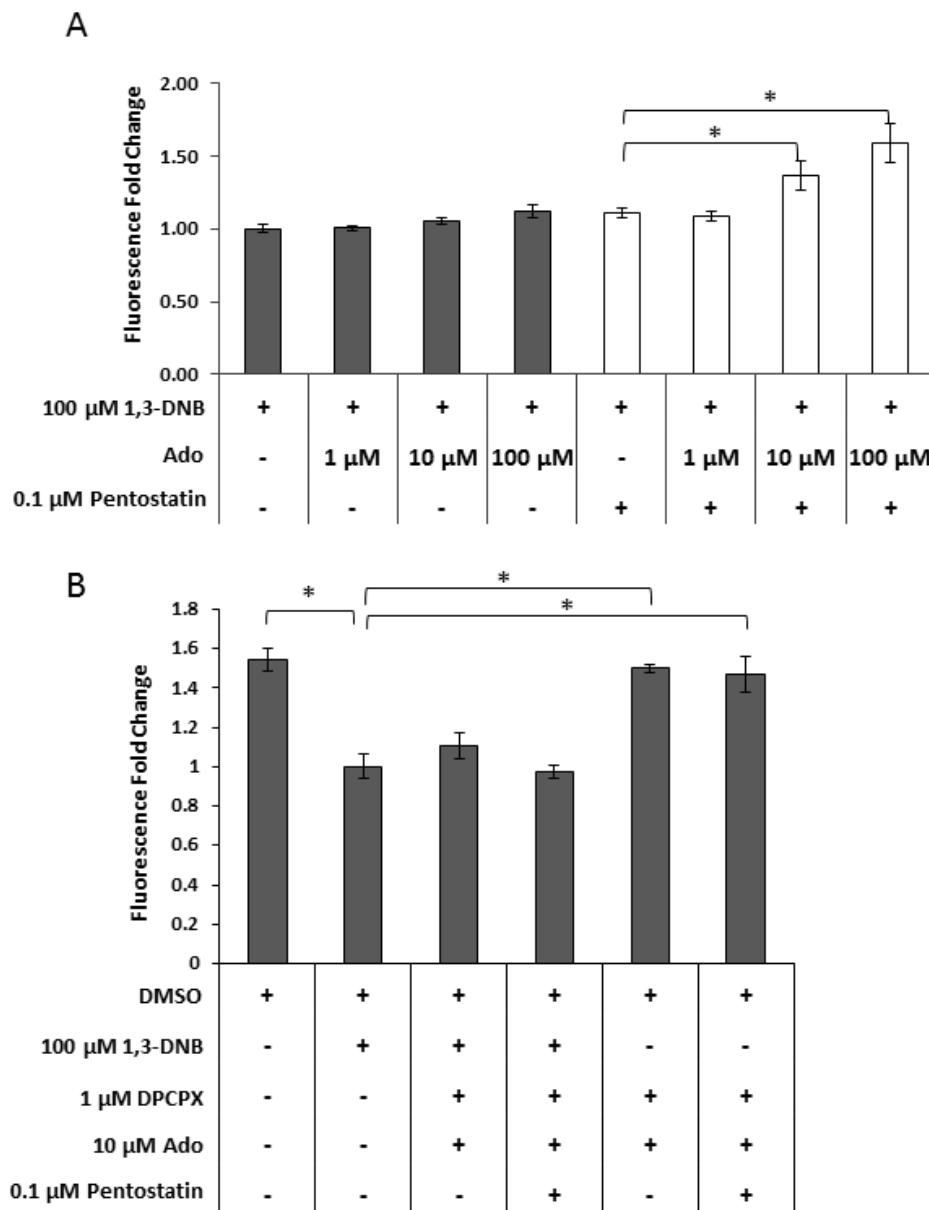 A
*
*
2.00
1.50
1.00
0.50
0.00
Fluorescence Fold Change
100 µM 1,3-DNB + + + + + + + +
Ado - 1 µM 10 µM 100 µM - 1 µM 10 µM 100 µM
0.1 µM Pentostatin - - - - + + + +
B
* * *
1.8
1.6
1.4
1.2
1
0.8
0.6
0.4
0.2
0
Fluorescence Fold Change
DMSO + + + + + +
100 µM 1,3-DNB - + + + - -
1 µM DPCPX - - + + + +
10 µM Ado - - + + + +
0.1 µM Pentostatin - - - + - +